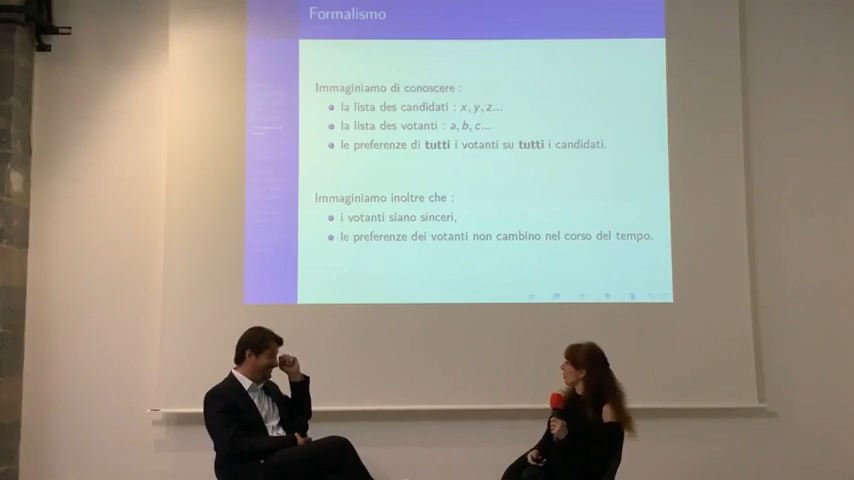 Formalismo
Immaginiamo di conoscere :
la lista des candidati : x, y, z...
la lista des votanti : a, b, c...
le preferenze di tutti i votanti su tutti i candidati.
Immaginiamo inoltre che :
i votanti siano sinceri,
le preferenze dei votanti non cambino nel corso del tempo.